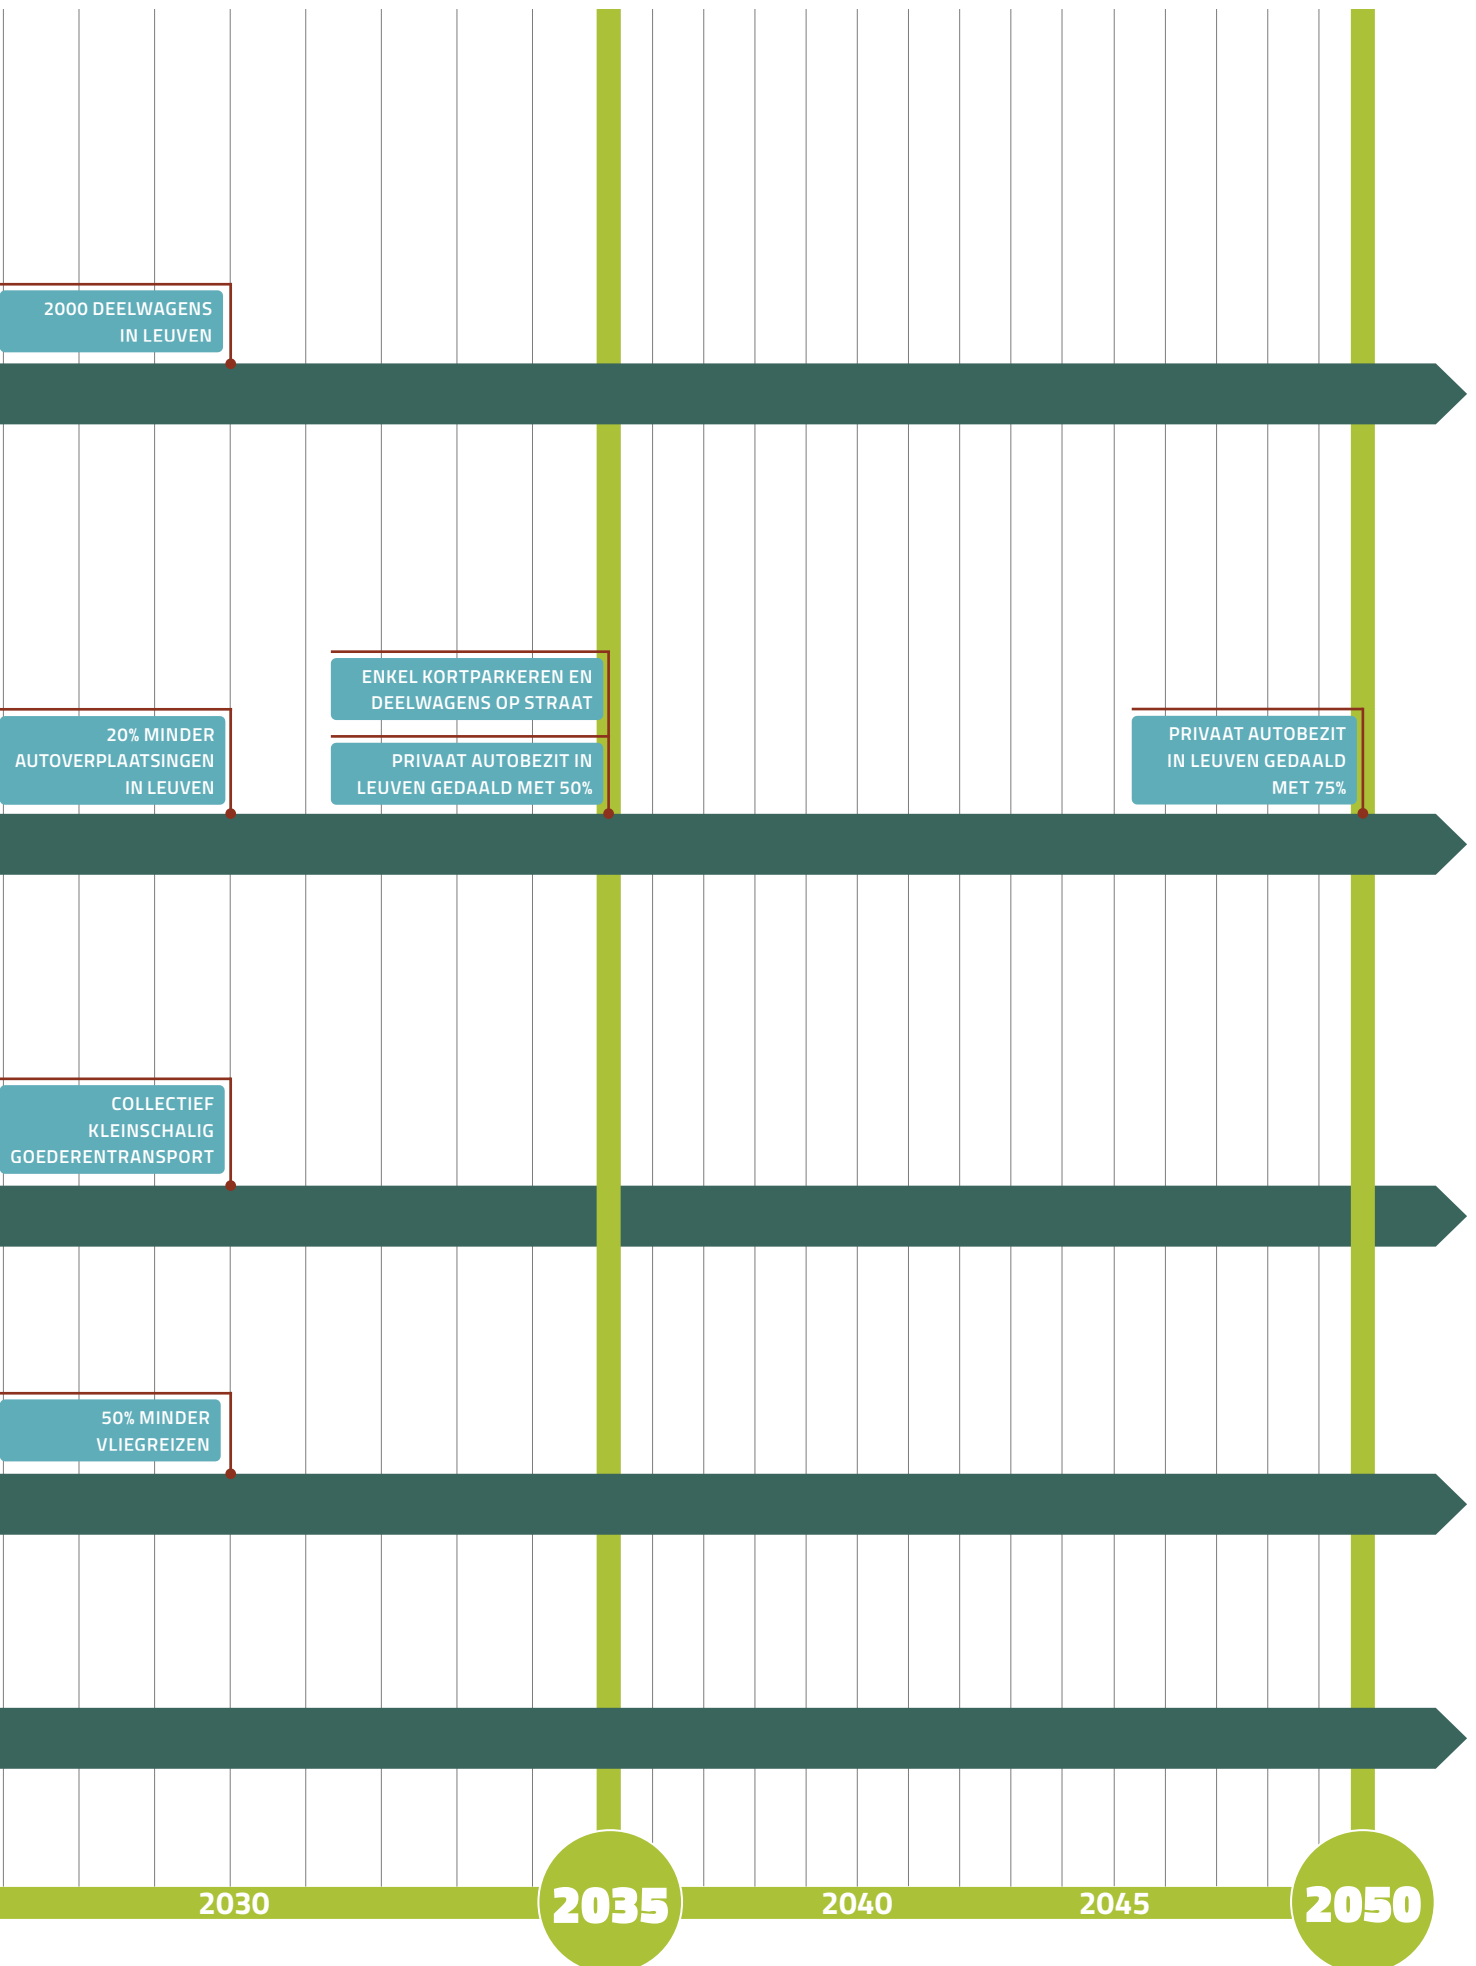 2000 DEELWAGENS
IN LEUVEN
ENKEL KORTPARKEREN EN
DEELWAGENS OP STRAAT
20% MINDER
AUTOVERPLAATSINGEN
IN LEUVEN
PRIVAAT AUTOBEZIT IN
LEUVEN GEDAALD MET 50%
PRIVAAT AUTOBEZIT
IN LEUVEN GEDAALD
MET 75%
COLLECTIEF
KLEINSCHALIG
GOEDERENTRANSPORT
50% MINDER
VLIEGREIZEN
2030
2035
2040
2045
2050